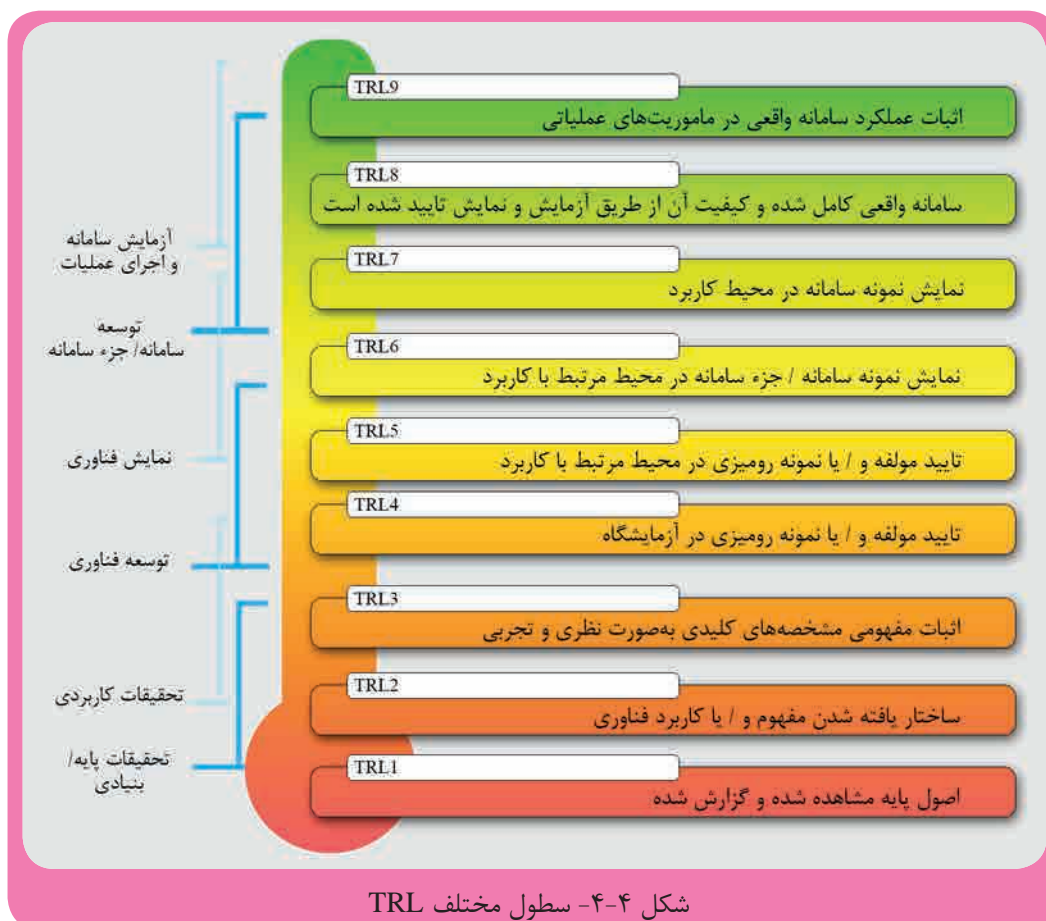 TRL9
اثبات عملکرد سامانه واقعی در ماموریت‌های عملیاتی
TRL8
سامانه واقعی کامل شده و کیفیت آن از طریق آزمایش و نمایش تایید شده است
TRL7
نمایش نمونه سامانه در محیط کاربرد
TRL6
نمایش نمونه سامانه / جزء سامانه در محیط مرتبط با کاربرد
TRL5
تایید مولفه و / یا نمونه رومیزی در محیط مرتبط با کاربرد
TRL4
تایید مولفه و / یا نمونه رومیزی در آزمایشگاه
TRL3
اثبات مفهومی مشخصه‌های کلیدی به‌صورت نظری و تجربی
TRL2
ساختار یافته شدن مفهوم و / یا کاربرد فناوری
TRL1
اصول پایه مشاهده شده و گزارش شده
آزمایش سامانه
و اجرای عملیات
توسعه
سامانه/ جزء سامانه
نمایش فناوری
توسعه فناوری
تحقیقات کاربردی
تحقیقات پایه/
بنیادی
شکل ۴-۴- سطول مختلف TRL